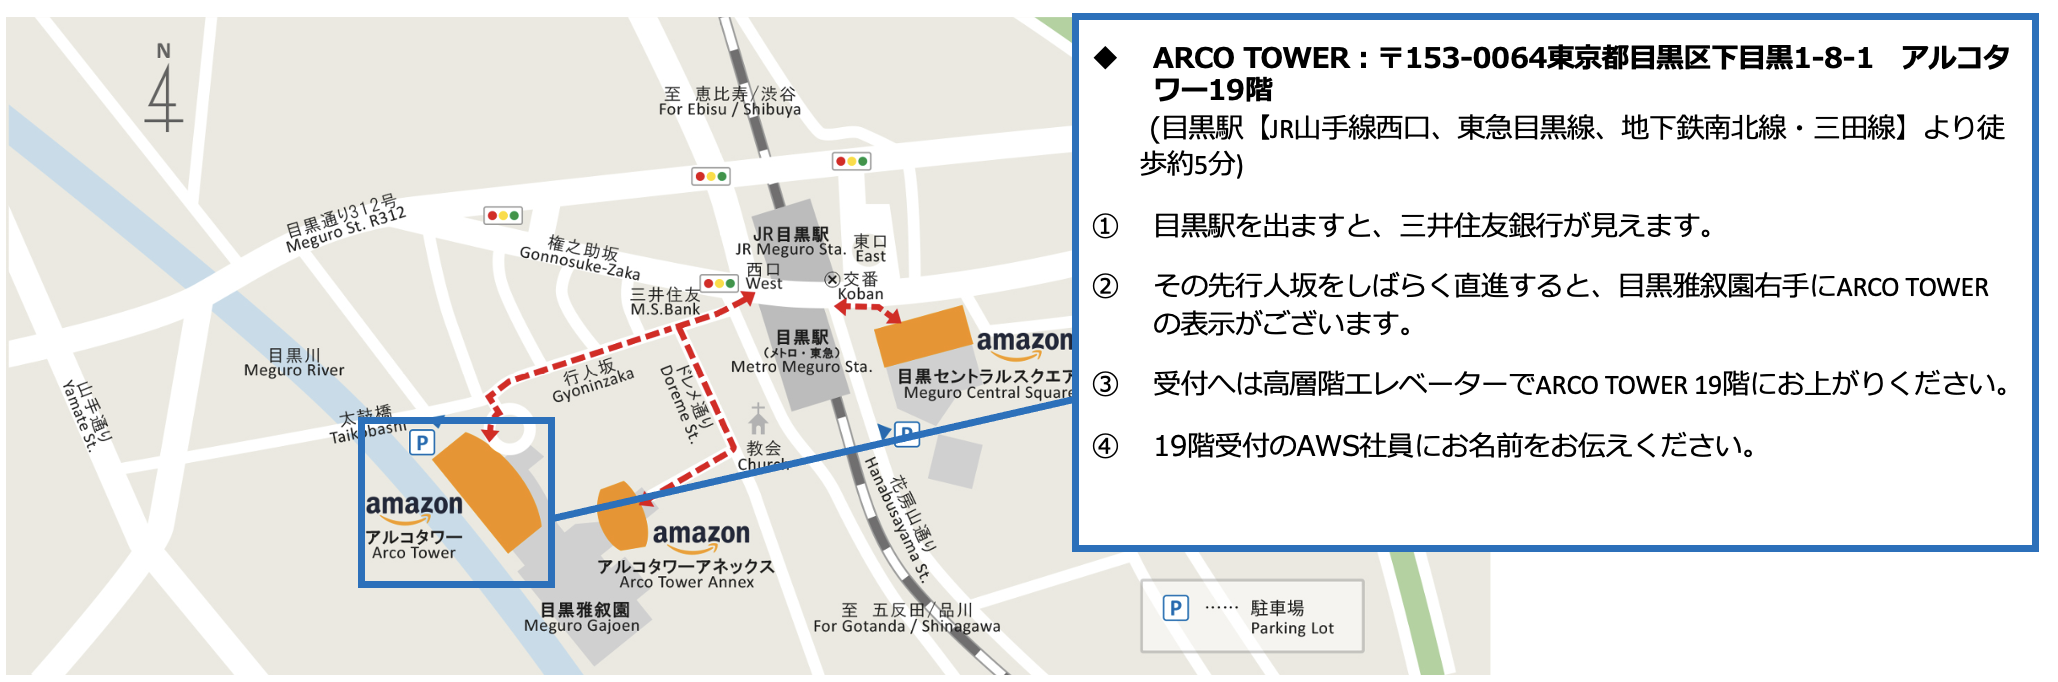 N
至 恵比寿/渋谷
For Ebisu / Shibuya
目黒通り312号
Meguro St. R312
権之助坂
Gonnosuke-Zaka
JR目黒駅
JR Meguro Sta.
西口
West
東口
East
交番
Koban
三井住友
M.S.Bank
目黒駅
(メトロ・東急)
Metro Meguro Sta.
amazon
目黒セントラルスクエア
Meguro Central Square
目黒川
Meguro River
行人坂
Gyoninzaka
ドレメ通り
Doreme St.
山手通り
Yamate St.
太鼓橋
Taikobashi
P
教会
Church
P
花房山通り
Hanabusayama St.
amazon
アルコタワー
Arco Tower
amazon
アルコタワーアネックス
Arco Tower Annex
目黒雅叙園
Meguro Gajoen
至 五反田/品川
For Gotanda / Shinagawa
P …… 駐車場
Parking Lot
◆ ARCO TOWER：〒153-0064東京都目黒区下目黒1-8-1　アルコタ
ワー19階
(目黒駅【JR山手線西口、東急目黒線、地下鉄南北線・三田線】より徒
歩約5分)
① 目黒駅を出ますと、三井住友銀行が見えます。
② その先行人坂をしばらく直進すると、目黒雅叙園右手にARCO TOWER
の表示がございます。
③ 受付へは高層階エレベーターでARCO TOWER 19階にお上がりください。
④ 19階受付のAWS社員にお名前をお伝えください。